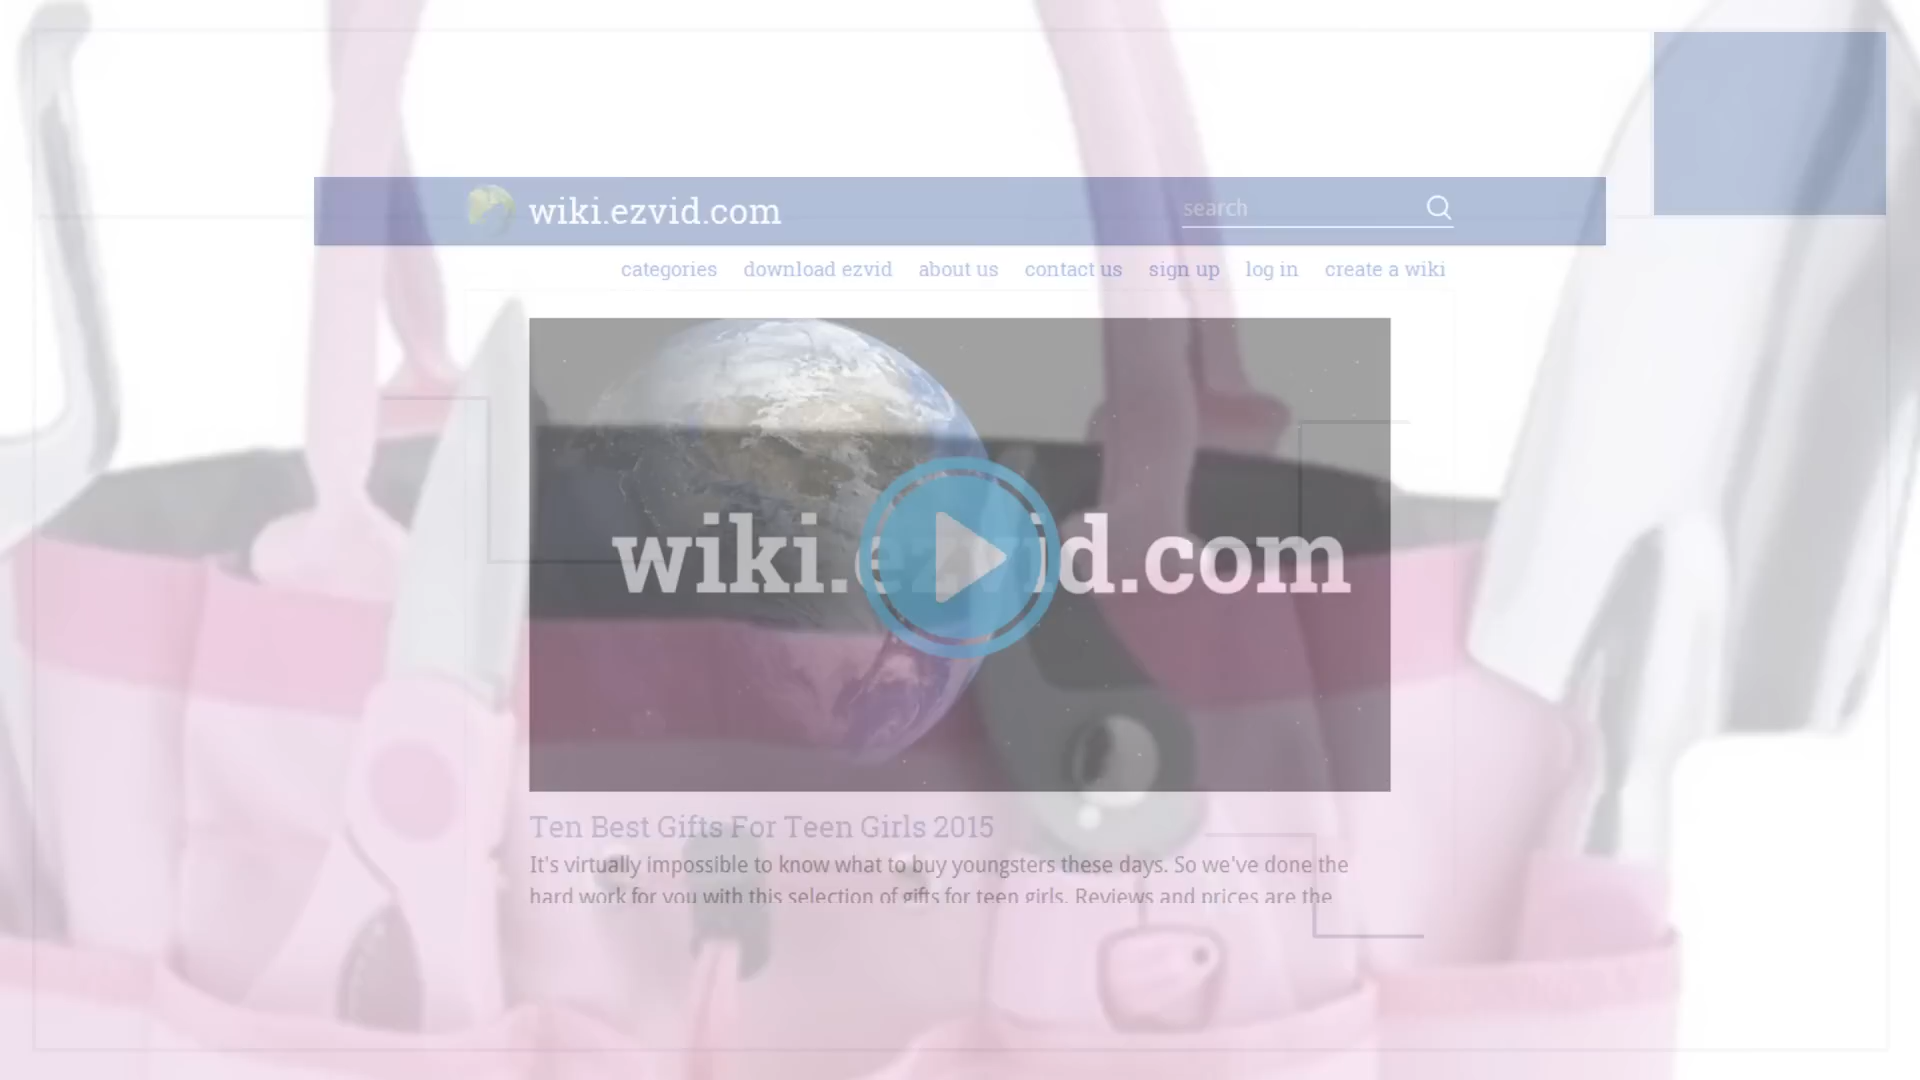 wiki.ezvid.com
search
categories download ezvid about us contact us sign up log in create a wiki
wiki.ezvid.com
Ten Best Gifts For Teen Girls 2015
It's virtually impossible to know what to buy youngsters these days. So we've done the
hard work for you with this selection of gifts for teen girls. Reviews and prices are the